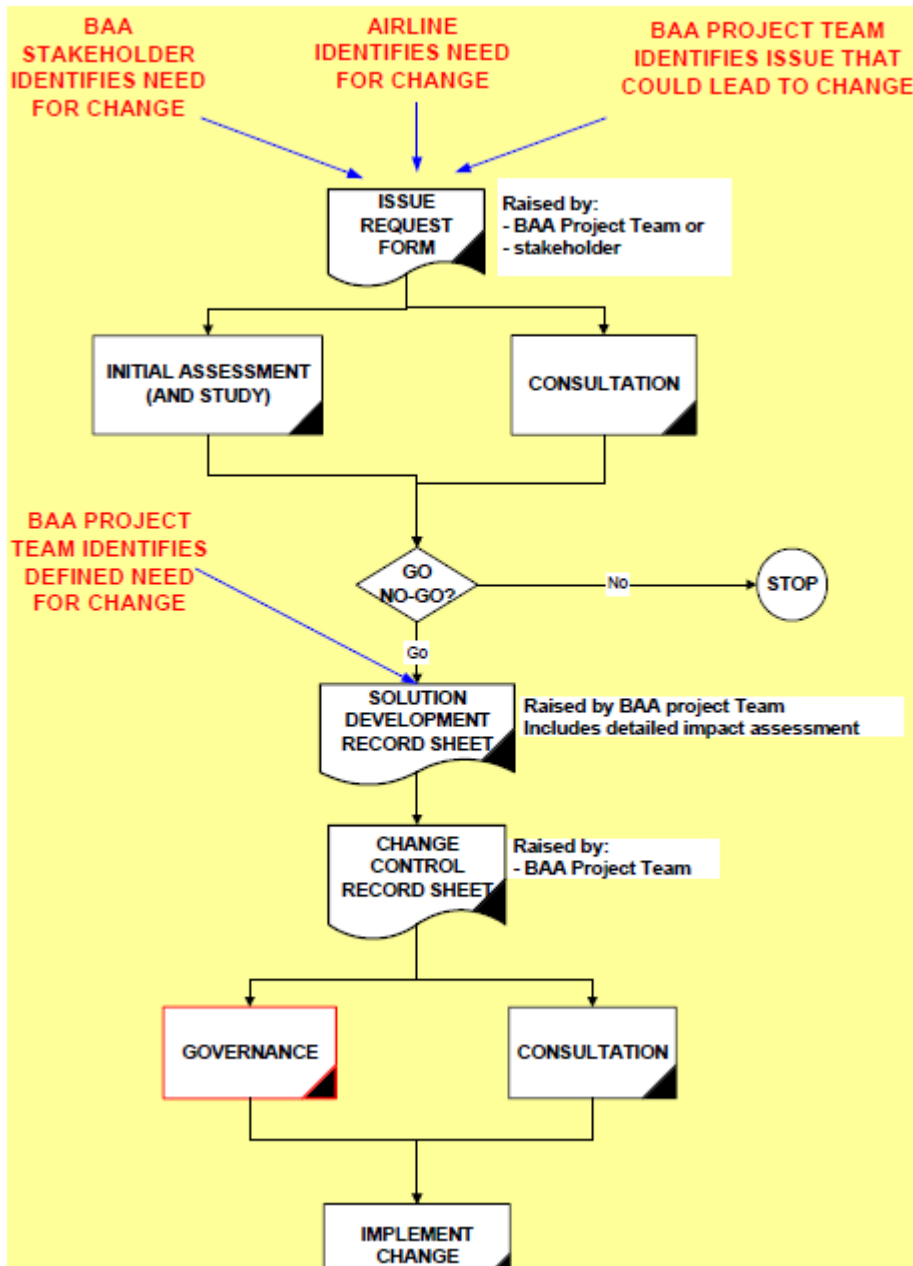 BAA
STAKEHOLDER
IDENTIFIES NEED
FOR CHANGE
AIRLINE
IDENTIFIES NEED
FOR CHANGE
BAA PROJECT TEAM
IDENTIFIES ISSUE THAT
COULD LEAD TO CHANGE
ISSUE
REQUEST
FORM
Raised by:
- BAA Project Team or
- stakeholder
INITIAL ASSESSMENT
(AND STUDY)
CONSULTATION
BAA PROJECT
TEAM IDENTIFIES
DEFINED NEED
FOR CHANGE
GO
NO-GO?
No
STOP
Go
SOLUTION
DEVELOPMENT
RECORD SHEET
Raised by BAA project Team
Includes detailed impact assessment
CHANGE
CONTROL
RECORD SHEET
Raised by:
- BAA Project Team
GOVERNANCE
CONSULTATION
IMPLEMENT
CHANGE